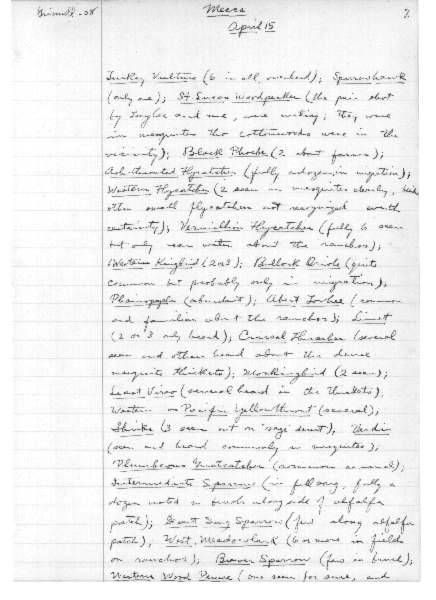 Grinnell - 08
Mecca
7
April 15
Turkey Vulture (6 in all, overhead); Sparrow hawk
(only one); St. Lucas Woodpecker (the pair shot
by Taylor and me, were mating; they were
in mesquites tho cottonwoods were in the
vicinity); Black Phoebe (2 about farms);
Ash-throated Flycatcher (fully a dozen, in migration);
Western Flycatcher (2 seen in mesquites closely,
other small flycatchers not recognized with
certainty); Vermillion Flycatcher (fully 6 seen
but only near water about the ranches);
Western Kingbird (2 or 3); Bullock Oriole (quite
common but probably only in migration);
Phainopepla (abundant); Abert Towhee (common
and familiar about the ranches); Linnet
(2 or 3 only heard); Crissal Thrasher (several
seen and others heard about the dense
mesquite thickets); Mockingbird (2 seen);
Least Vireo (several heard in the thickets),
Western or Pacific Yellowthroat (several),
Shrike (3 seen out on "sage desert"), Verdin
(seen and heard commonly in mesquites);
Plumbeous Gnatcatcher (common as usual);
Intermediate Sparrow (in full song, fully a
dozen noted in brush alongside of alfalfa
patch); Desert Song Sparrow (few along alfalfa
patch); West. Meadowlark (6 or more in fields
on ranches); Brewer Sparrow (few in brush);
Western Wood Pewee (one seen for sure, and